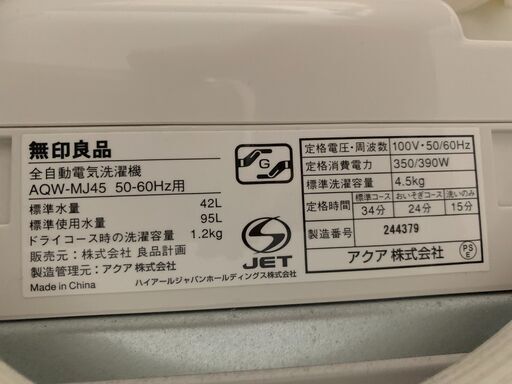 無印良品
全自動電気洗濯機
AQW-MJ45 50-60Hz用
標準水量 42L
標準使用水量 95L
ドライコース時の洗濯容量 1.2kg
販売元：株式会社 良品計画
製造管理元：アクア 株式会社
Made in China
ハイアールジャパンホールディングス株式会社
G
S
JET
定格電圧・周波数 100V・50/60Hz
定格消費電力 350/390W
標準洗濯容量 4.5kg
定格時間 標準コース おいそぎコース 洗いのみ
34分 24分 15分
製造番号 244379
アクア 株式会社
PS
E